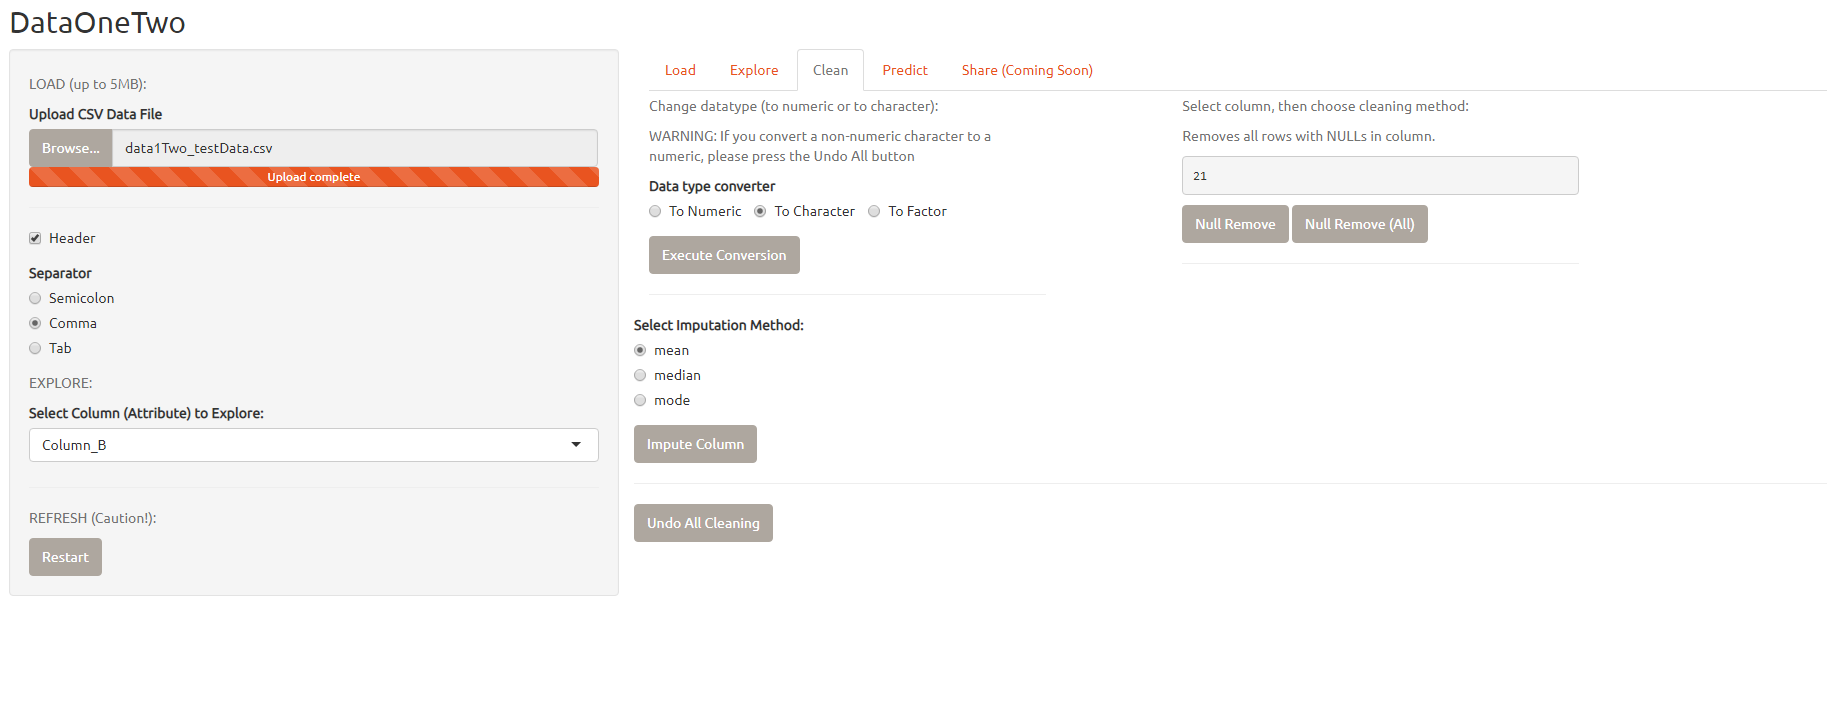 DataOneTwo
LOAD (up to 5MB):
Upload CSV Data File
Browse... data1Two_testData.csv
Upload complete
Header
Separator
Semicolon
Comma
Tab
EXPLORE:
Select Column (Attribute) to Explore:
Column_B
REFRESH (Caution!):
Restart
Load Explore Clean Predict Share (Coming Soon)
Change datatype (to numeric or to character):
WARNING: If you convert a non-numeric character to a
numeric, please press the Undo All button
Data type converter
To Numeric To Character To Factor
Execute Conversion
Select column, then choose cleaning method:
Removes all rows with NULLs in column.
21
Null Remove Null Remove (All)
Select Imputation Method:
mean
median
mode
Impute Column
Undo All Cleaning